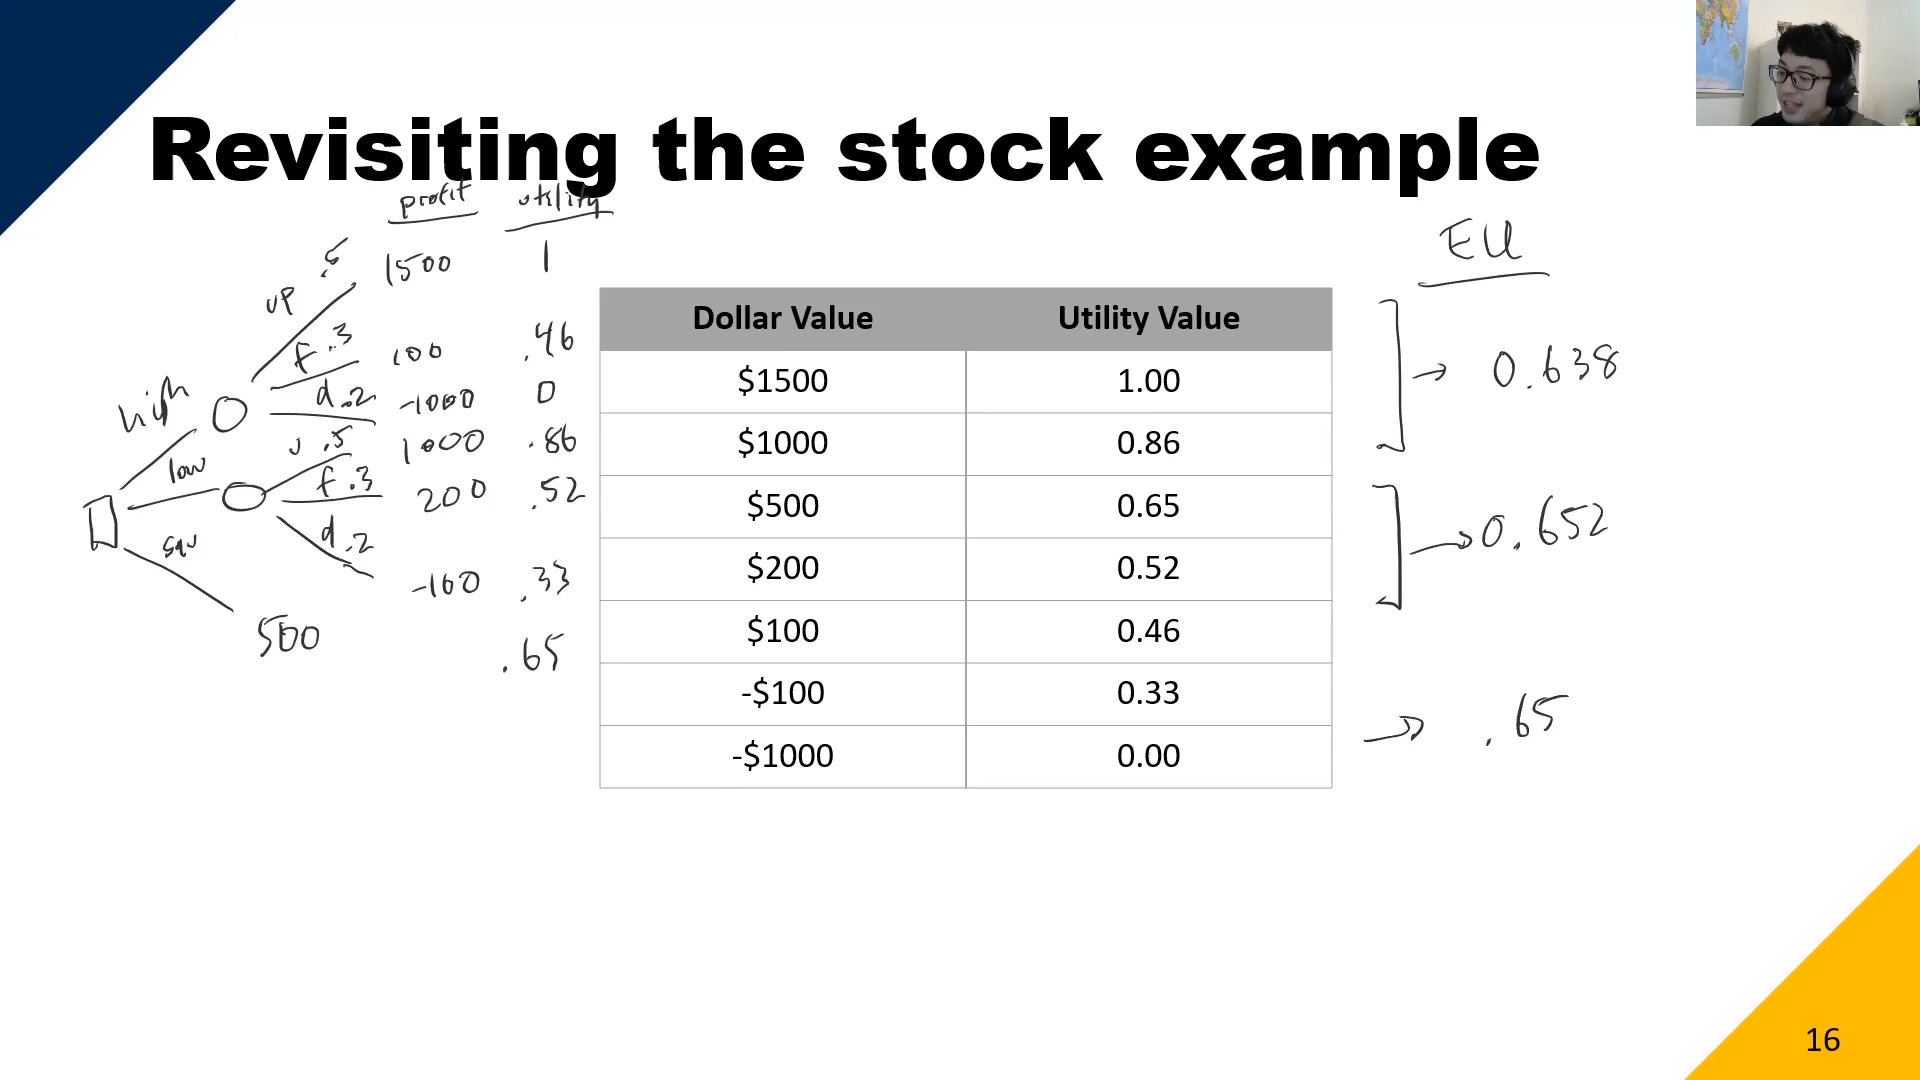 Revisiting the stock example
profit utility
up .5 1500 1
f .3 100 .46
high d .2 -1000 0
u .5 1000 .86
low f .3 200 .52
d .2 -100 .33
sav 500 .65
Dollar Value Utility Value
$1500 1.00
$1000 0.86
$500 0.65
$200 0.52
$100 0.46
-$100 0.33
-$1000 0.00
EU
→ 0.638
→ 0.652
→ .65
16